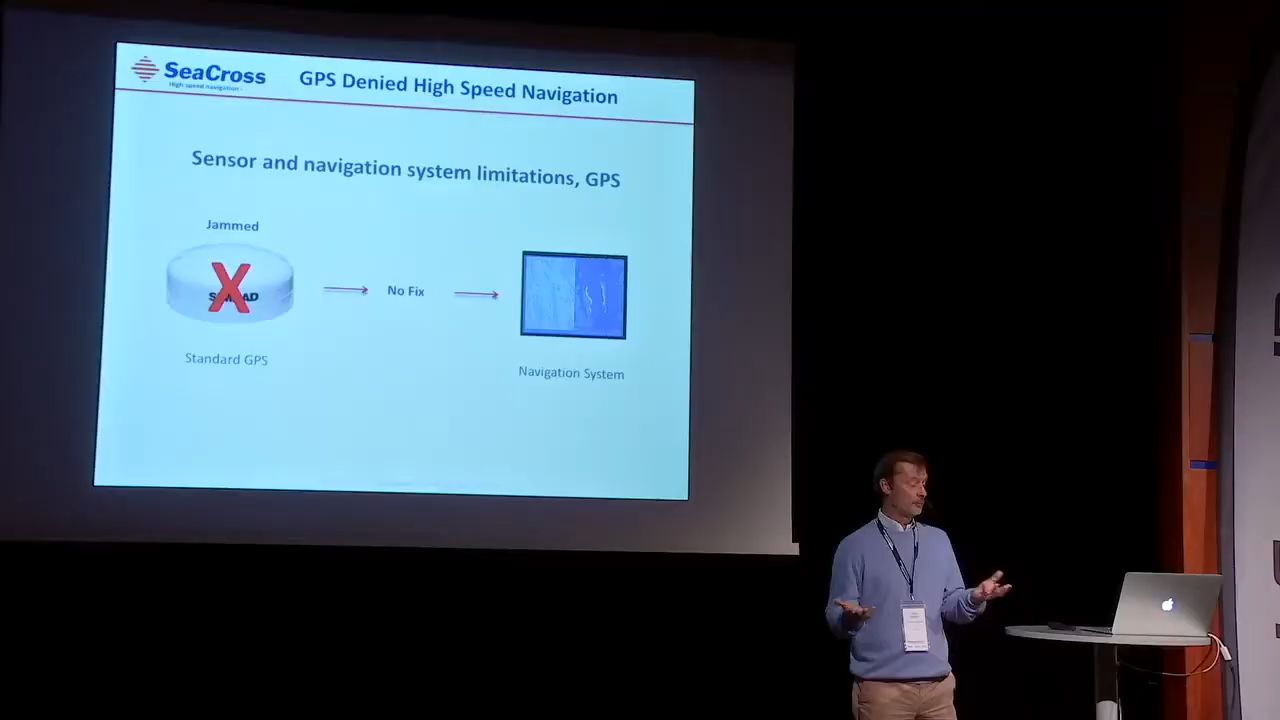 SeaCross
High speed navigation
GPS Denied High Speed Navigation
Sensor and navigation system limitations, GPS
Jammed
No Fix
Standard GPS
Navigation System